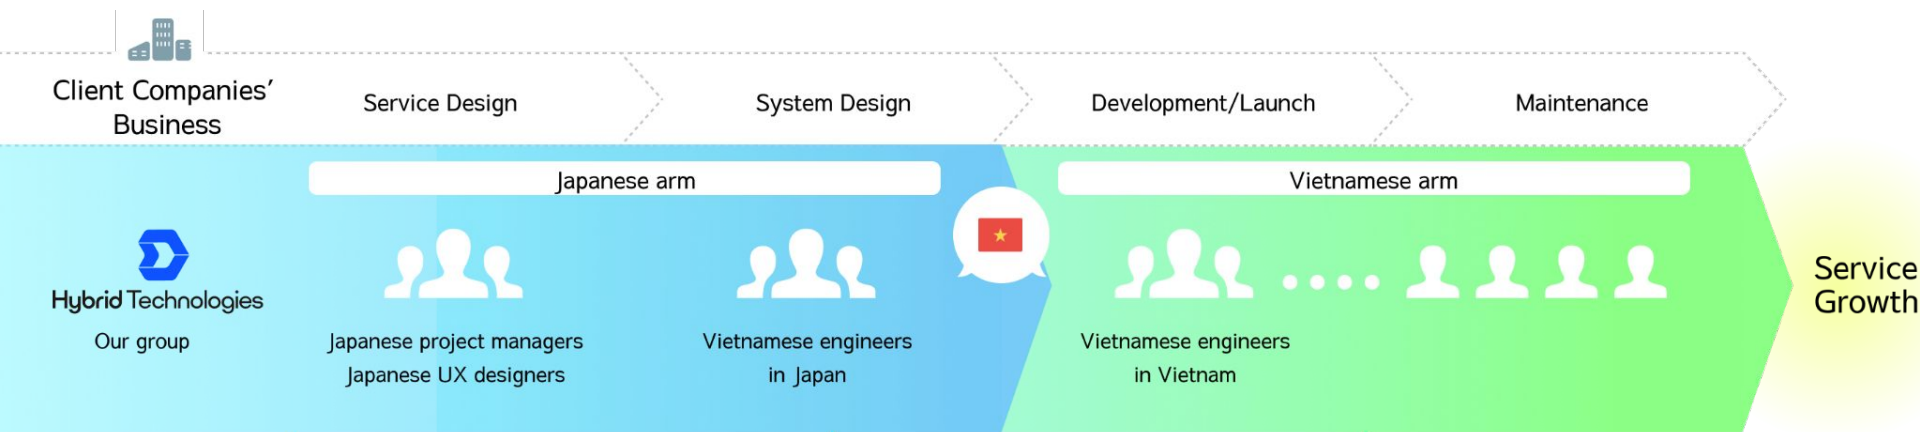 Client Companies’
Business
Service Design
System Design
Development/Launch
Maintenance
Japanese arm
Vietnamese arm
Hybrid Technologies
Our group
Japanese project managers
Japanese UX designers
Vietnamese engineers
in Japan
Vietnamese engineers
in Vietnam
Service
Growth